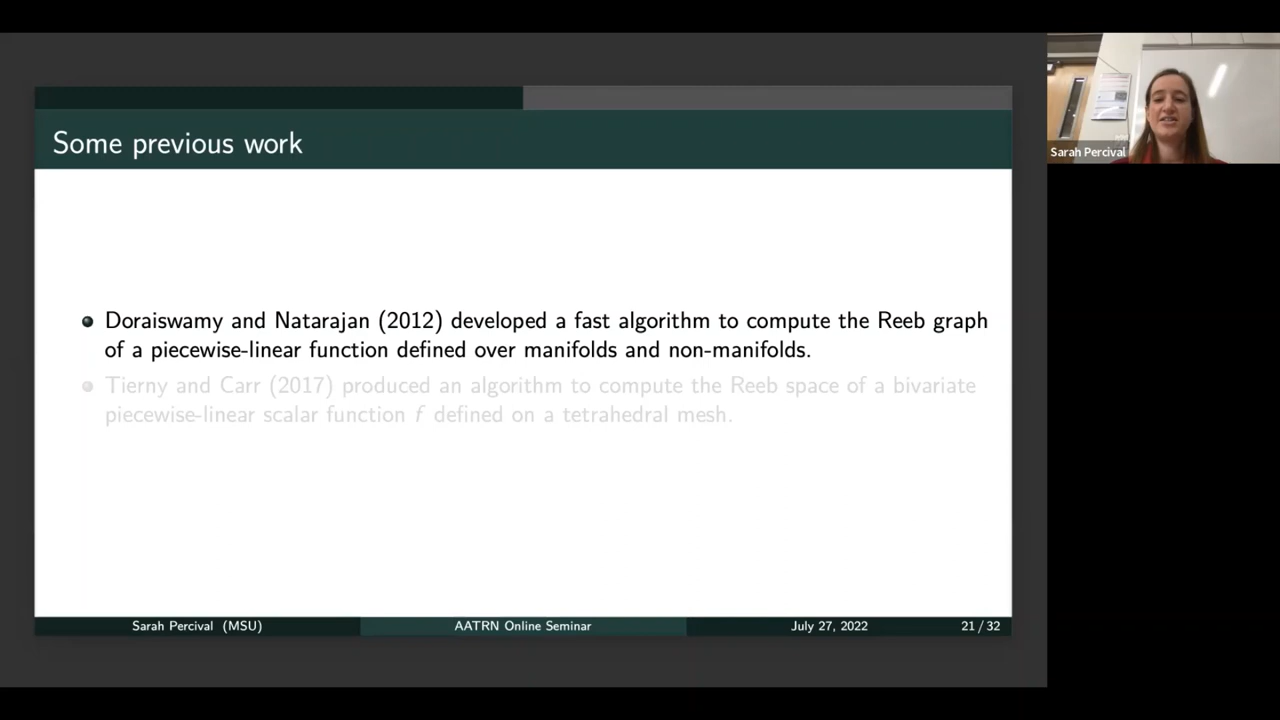 Some previous work
Doraiswamy and Natarajan (2012) developed a fast algorithm to compute the Reeb graph
of a piecewise-linear function defined over manifolds and non-manifolds.
Tierny and Carr (2017) produced an algorithm to compute the Reeb space of a bivariate
piecewise-linear scalar function f defined on a tetrahedral mesh.
Sarah Percival (MSU) AATRN Online Seminar July 27, 2022 21 / 32
Sarah Percival